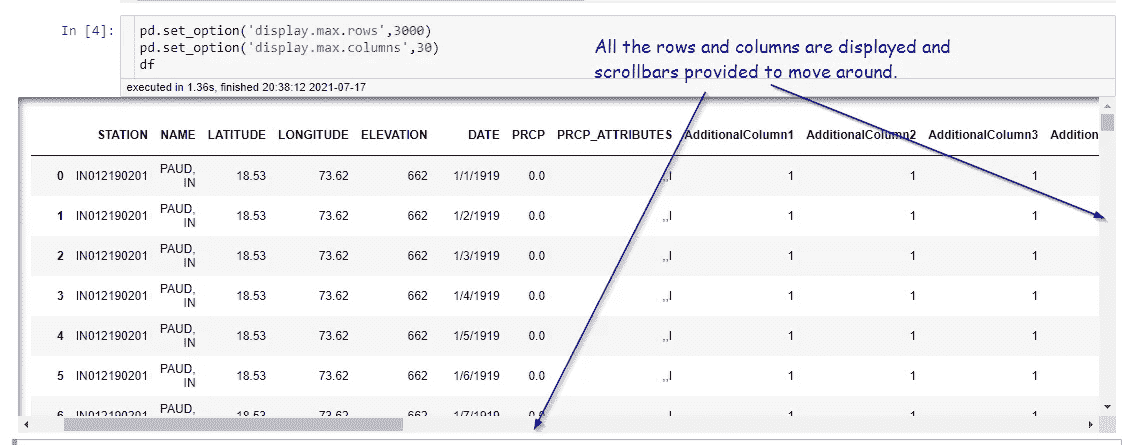 In [4]: pd.set_option('display.max.rows',3000)
pd.set_option('display.max.columns',30)
df
executed in 1.36s, finished 20:38:12 2021-07-17
All the rows and columns are displayed and
scrollbars provided to move around.
STATION NAME LATITUDE LONGITUDE ELEVATION DATE PRCP PRCP_ATTRIBUTES AdditionalColumn1 AdditionalColumn2 AdditionalColumn3 Addition
0 IN012190201 PAUD, IN 18.53 73.62 662 1/1/1919 0.0 ,,I 1 1 1
1 IN012190201 PAUD, IN 18.53 73.62 662 1/2/1919 0.0 ,,I 1 1 1
2 IN012190201 PAUD, IN 18.53 73.62 662 1/3/1919 0.0 ,,I 1 1 1
3 IN012190201 PAUD, IN 18.53 73.62 662 1/4/1919 0.0 ,,I 1 1 1
4 IN012190201 PAUD, IN 18.53 73.62 662 1/5/1919 0.0 ,,I 1 1 1
5 IN012190201 PAUD, IN 18.53 73.62 662 1/6/1919 0.0 ,,I 1 1 1
6 IN012190201 PAUD, 18.53 73.62 662 1/7/1919 0.0 ,,I 1 1 1